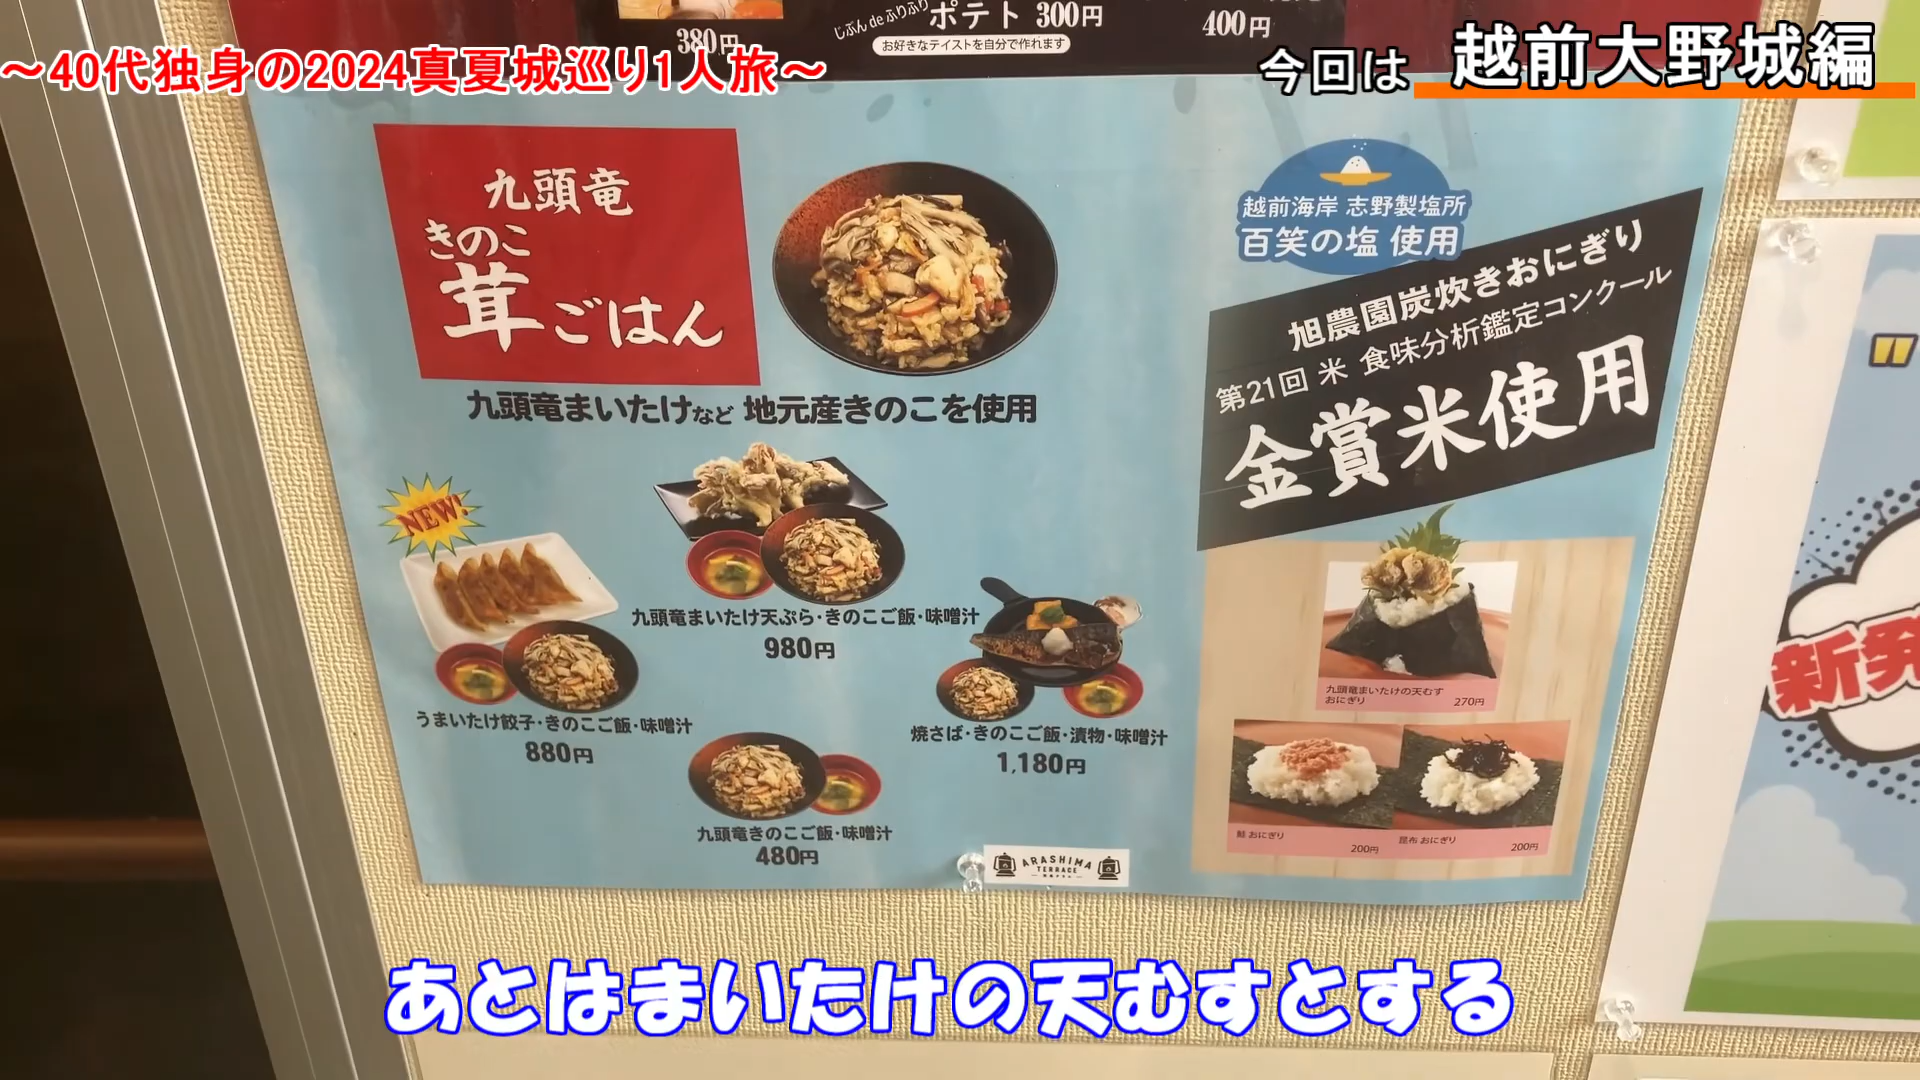 380円
じぶん de ふりふり
ポテト 300円
お好きなテイストを自分で作れます
400円
～40代独身の2024真夏城巡り1人旅～
今回は 越前大野城編
九頭竜
きのこ
茸ごはん
九頭竜まいたけなど 地元産きのこを使用
NEW!
九頭竜まいたけ天ぷら・きのこご飯・味噌汁
980円
うまいたけ餃子・きのこご飯・味噌汁
880円
焼さば・きのこご飯・漬物・味噌汁
1,180円
九頭竜きのこご飯・味噌汁
480円
ARASHIMA
TERRACE
越前海岸 志野製塩所
百笑の塩 使用
旭農園炭炊きおにぎり
第21回 米 食味分析鑑定コンクール
金賞米使用
九頭竜まいたけの天むす
おにぎり
270円
鮭 おにぎり
200円
昆布 おにぎり
200円
新発
あとはまいたけの天むすとする